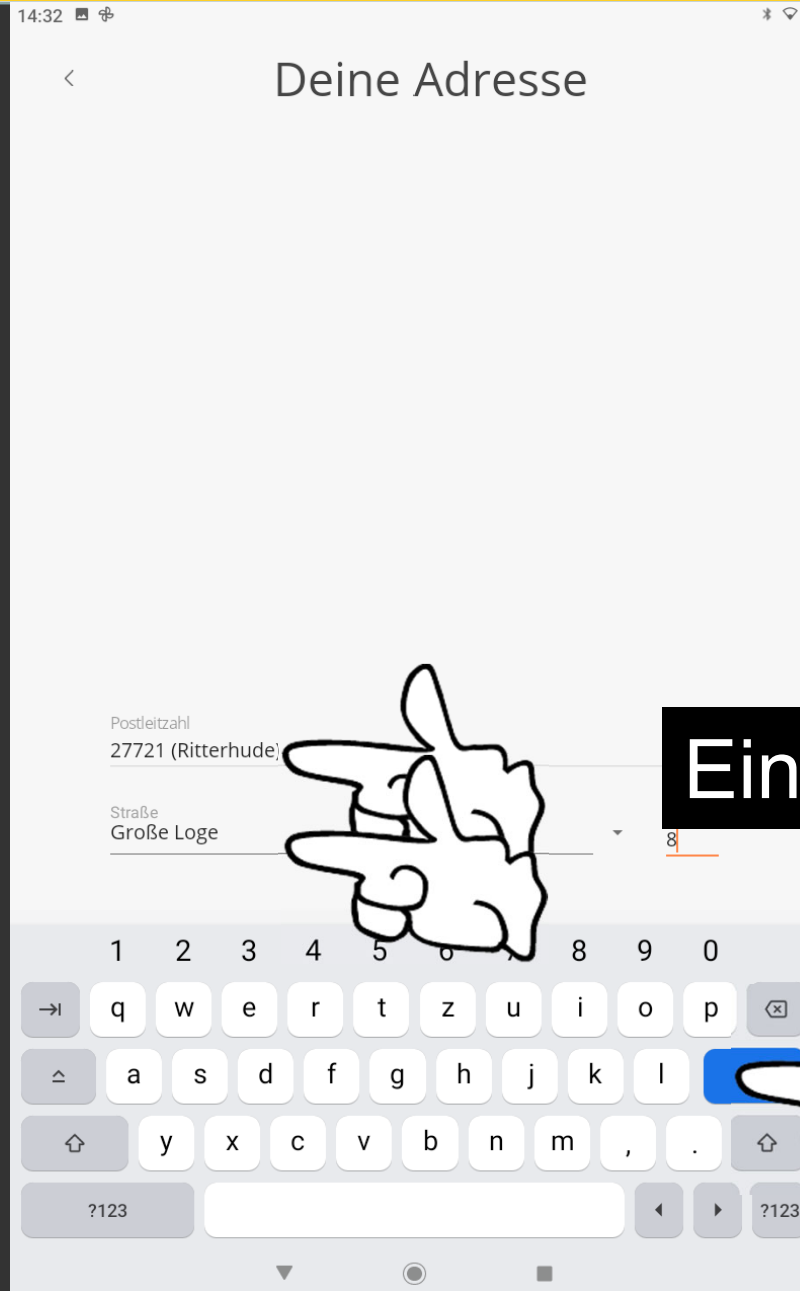 14:32
Deine Adresse
Postleitzahl
27721 (Ritterhude)
Ein
Straße
Große Loge
8
1 2 3 4 5 6 7 8 9 0
q w e r t z u i o p
a s d f g h j k l
y x c v b n m , .
?123 ?123